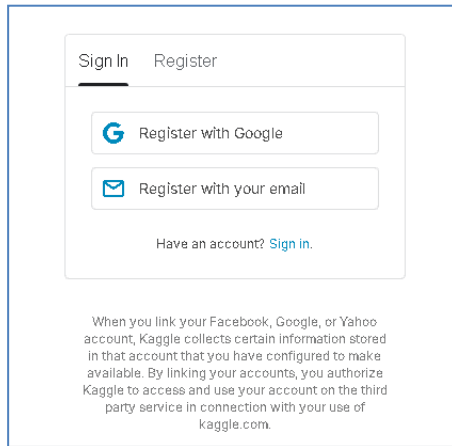 Sign In Register
Register with Google
Register with your email
Have an account? Sign in.
When you link your Facebook, Google, or Yahoo
account, Kaggle collects certain information stored
in that account that you have configured to make
available. By linking your accounts, you authorize
Kaggle to access and use your account on the third
party service in connection with your use of
kaggle.com.